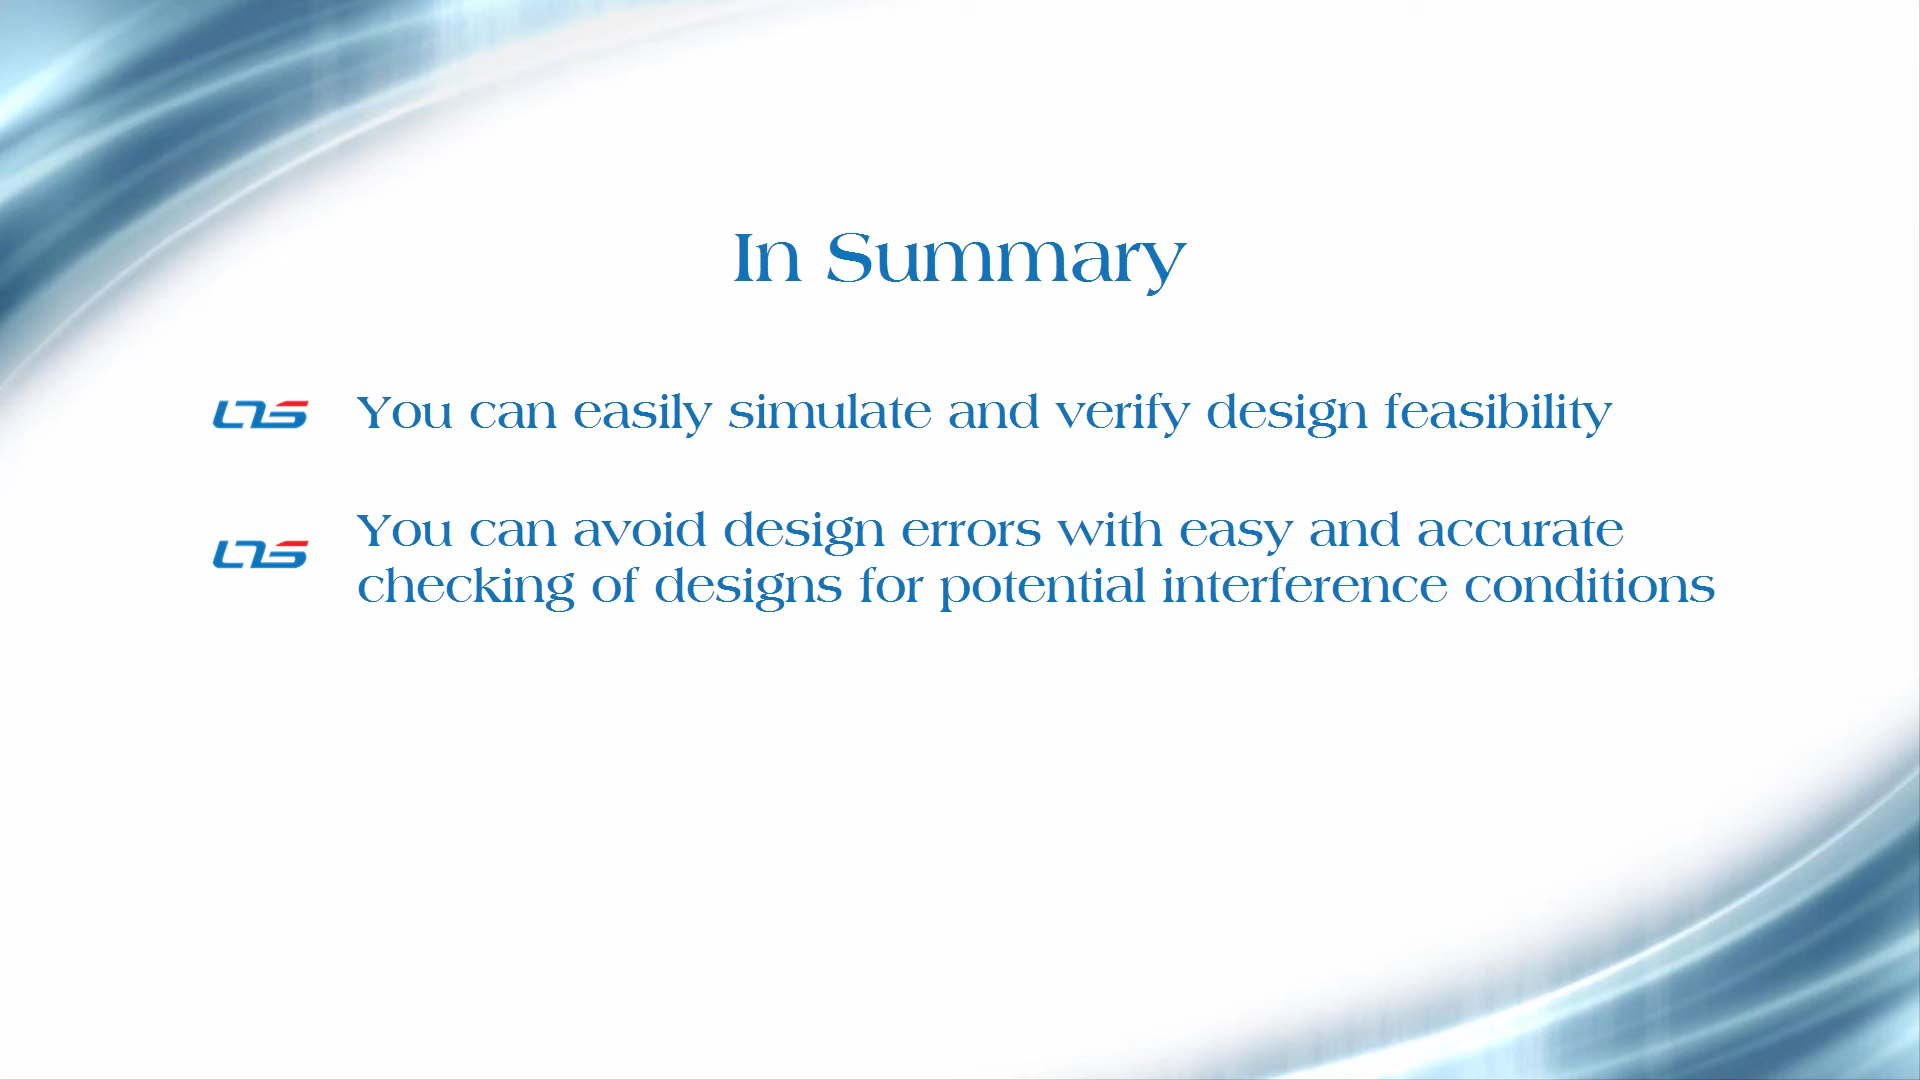 In Summary
You can easily simulate and verify design feasibility
You can avoid design errors with easy and accurate
checking of designs for potential interference conditions